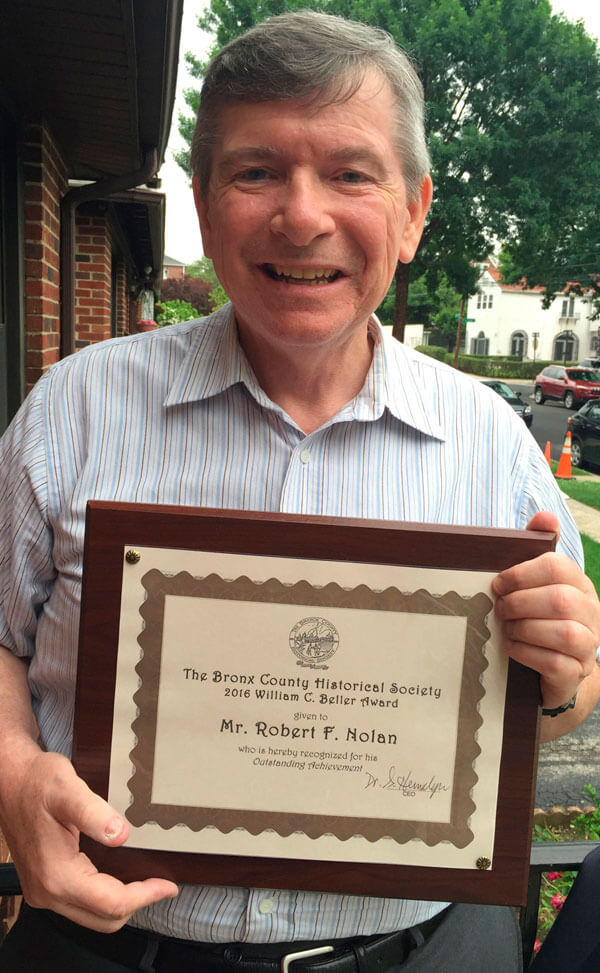 The Bronx County Historical Society
2016 William C. Beller Award
given to
Mr. Robert F. Nolan
who is hereby recognized for his
Outstanding Achievement
Dr.
CEO